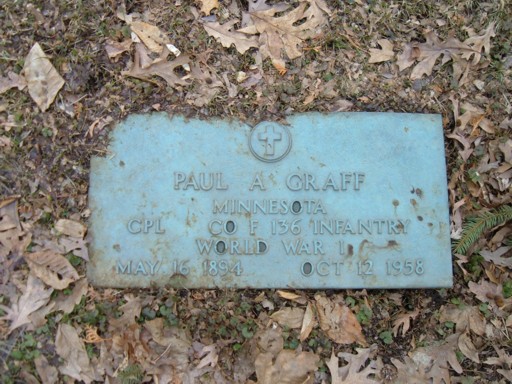 PAUL A GRAFF
MINNESOTA
CPL CO F 136 INFANTRY
WORLD WAR I
MAY 16 1894 OCT 12 1958